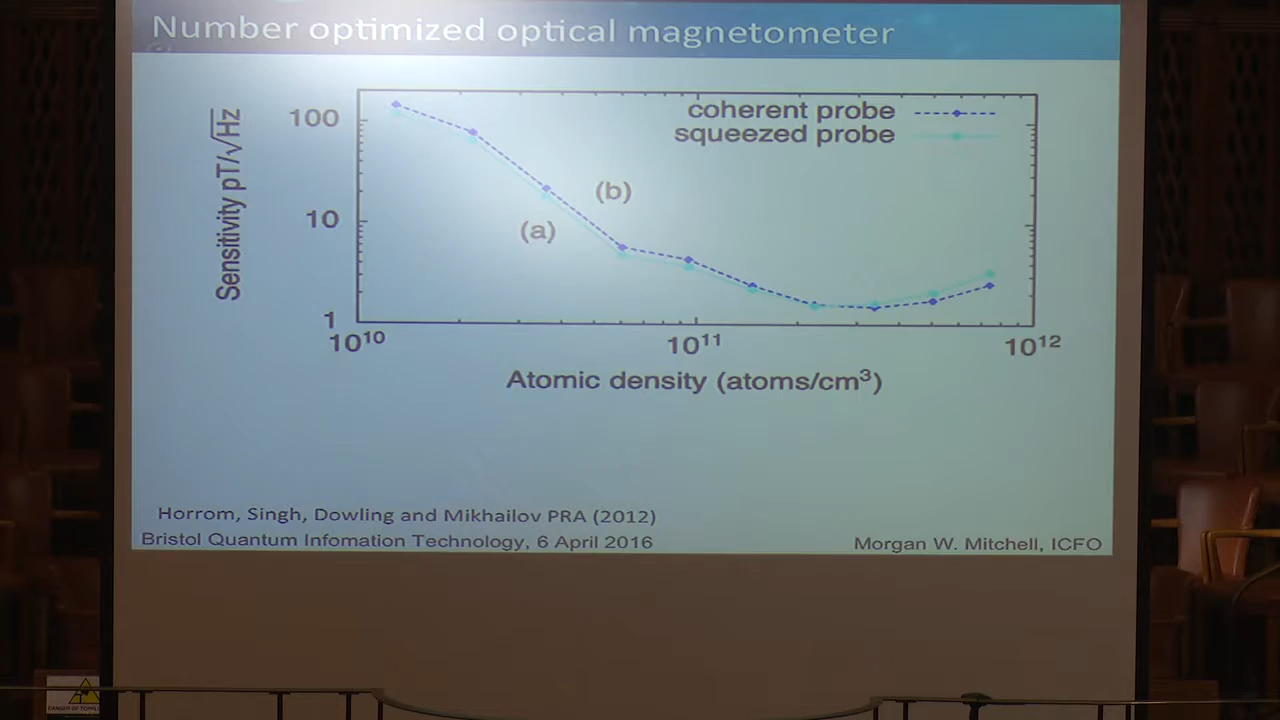 Number optimized optical magnetometer
coherent probe
squeezed probe
Sensitivity pT/√Hz
100
10
1
(b)
(a)
10¹⁰
10¹¹
10¹²
Atomic density (atoms/cm³)
Horrom, Singh, Dowling and Mikhailov PRA (2012)
Bristol Quantum Infomation Technology, 6 April 2016
Morgan W. Mitchell, ICFO